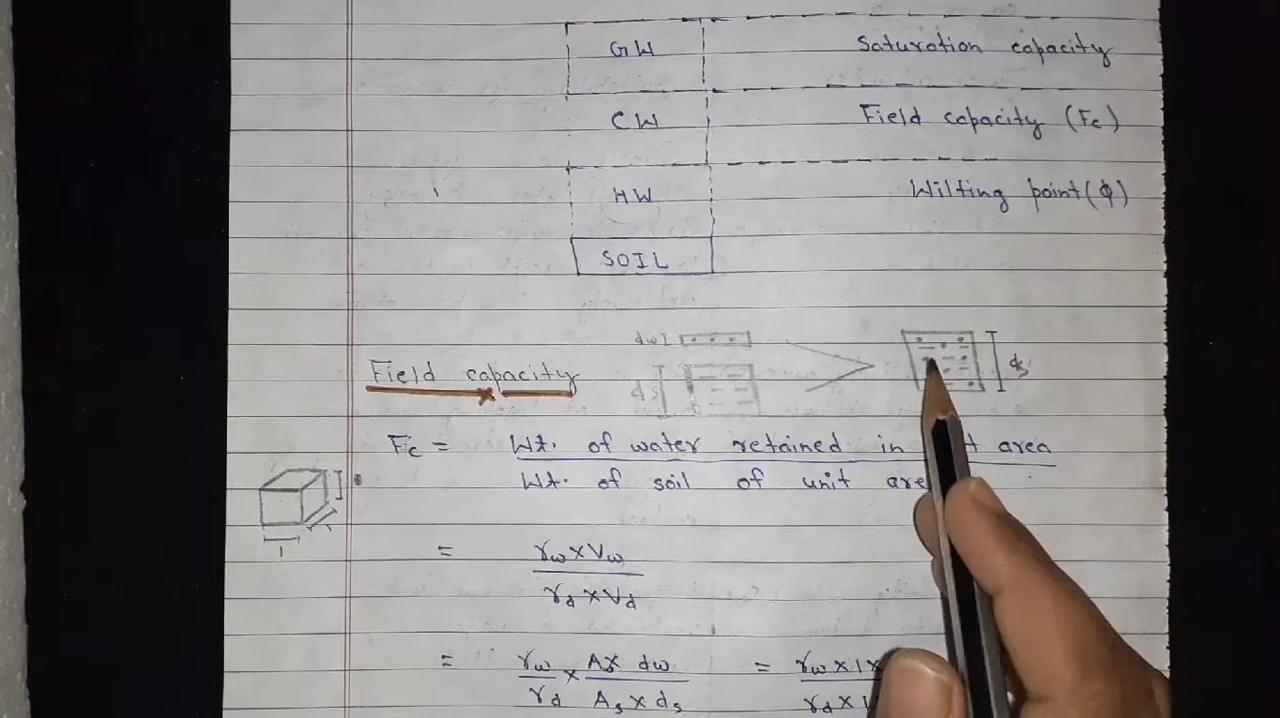 GW Saturation capacity
CW Field capacity (Fc)
HW Wilting point (ϕ)
SOIL
dw
Field capacity ds ds
Fc = Wt. of water retained in area
Wt. of soil of unit
1
= γw × Vw
γd × Vd
= γw × A × dw = γw × 1 ×
γd As × ds γd ×